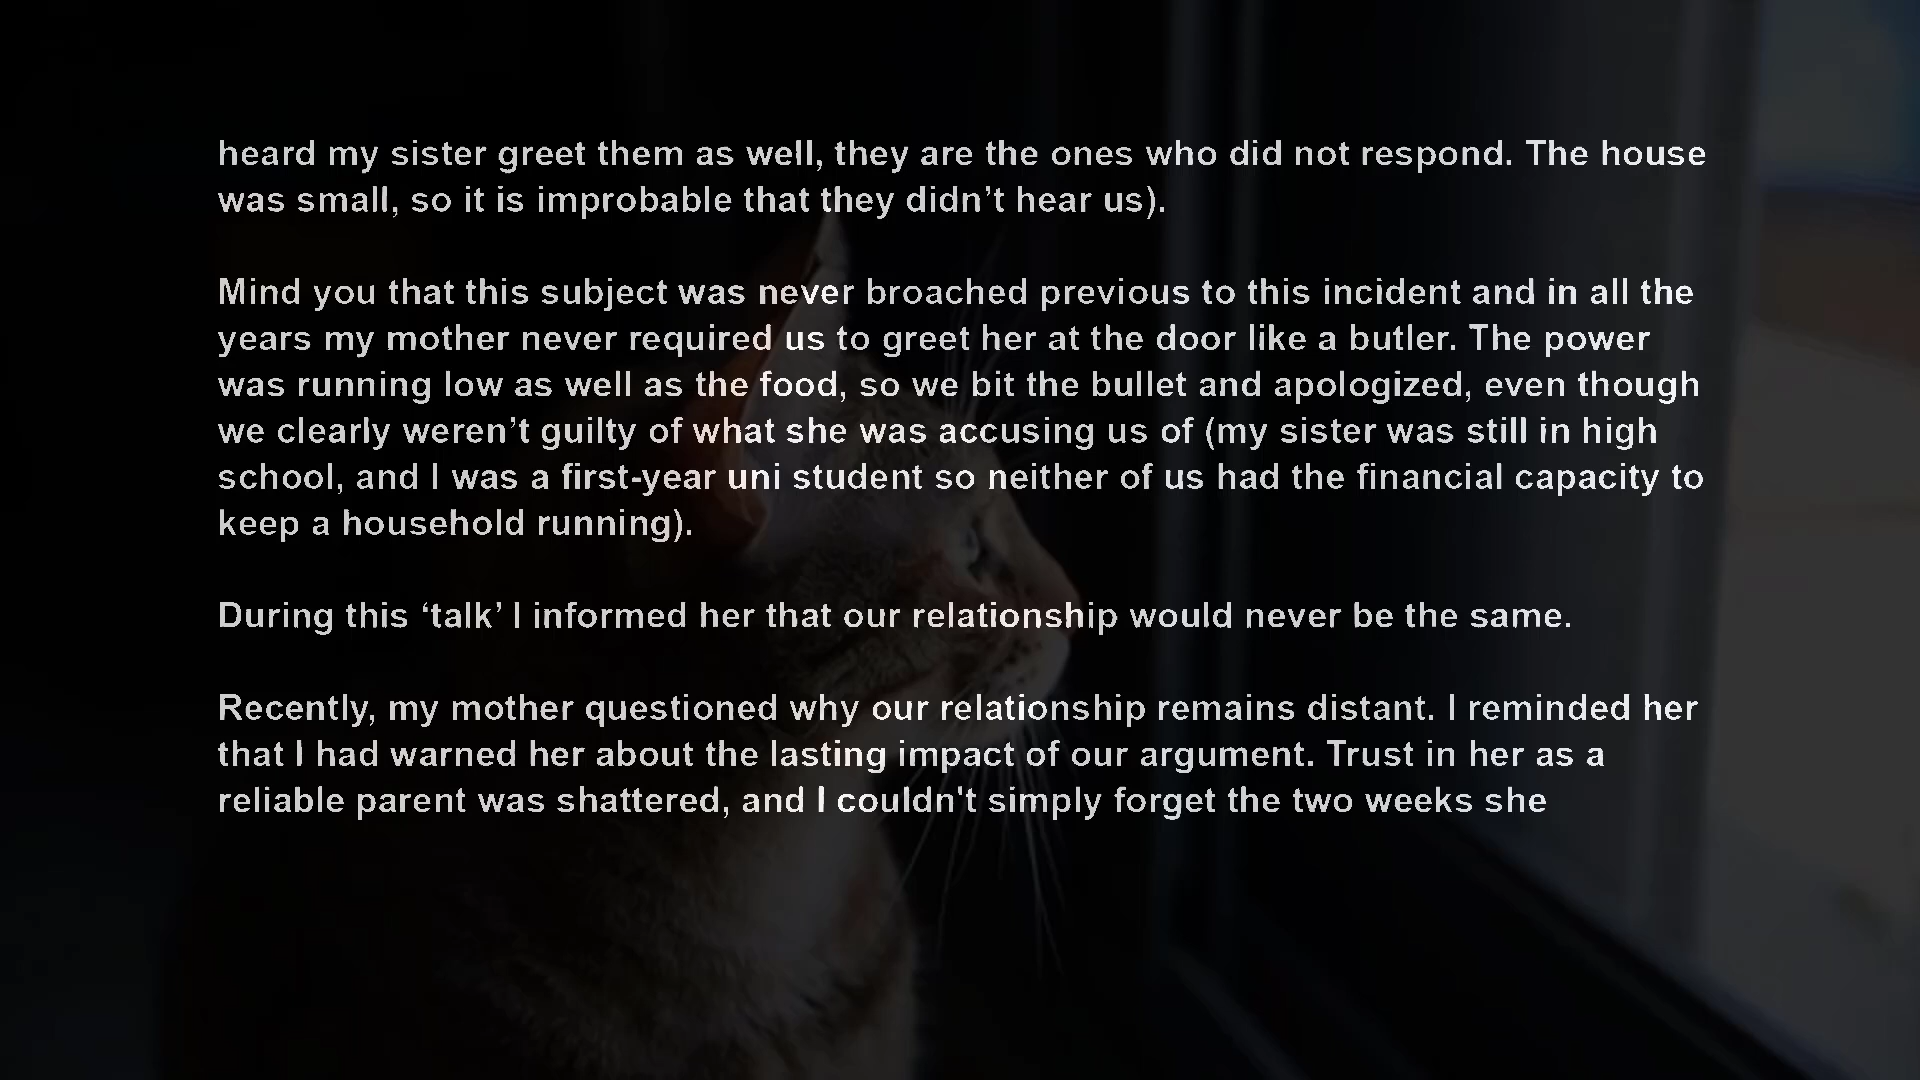 heard my sister greet them as well, they are the ones who did not respond. The house
was small, so it is improbable that they didn’t hear us).
Mind you that this subject was never broached previous to this incident and in all the
years my mother never required us to greet her at the door like a butler. The power
was running low as well as the food, so we bit the bullet and apologized, even though
we clearly weren’t guilty of what she was accusing us of (my sister was still in high
school, and I was a first-year uni student so neither of us had the financial capacity to
keep a household running).
During this ‘talk’ I informed her that our relationship would never be the same.
Recently, my mother questioned why our relationship remains distant. I reminded her
that I had warned her about the lasting impact of our argument. Trust in her as a
reliable parent was shattered, and I couldn't simply forget the two weeks she